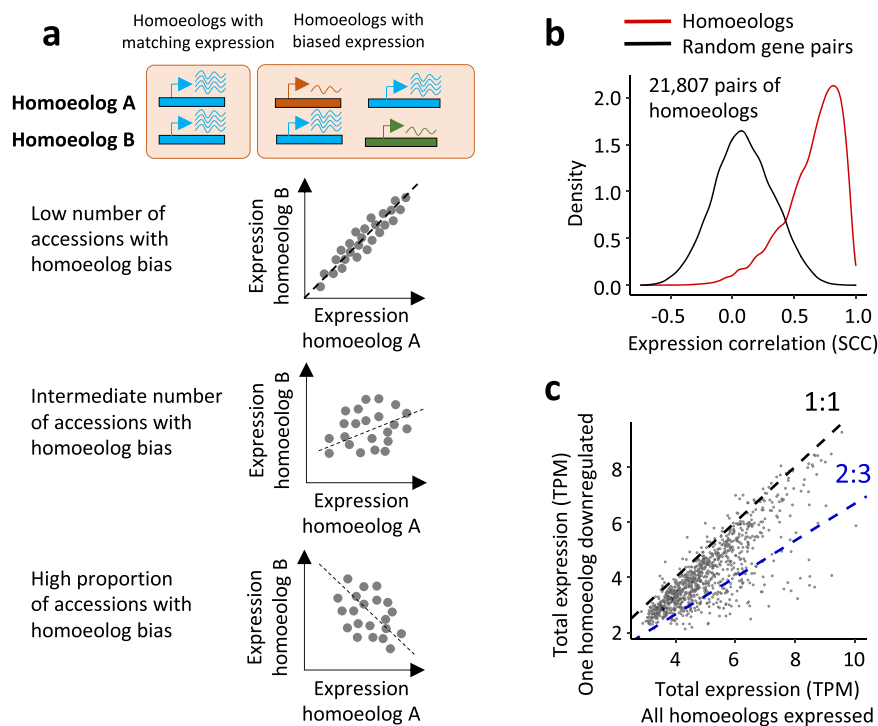 a
Homoeologs with
matching expression
Homoeologs with
biased expression
Homoeolog A
Homoeolog B
Low number of
accessions with
homoeolog bias
Expression
homoeolog B
Expression
homoeolog A
Intermediate number
of accessions with
homoeolog bias
Expression
homoeolog B
Expression
homoeolog A
High proportion
of accessions with
homoeolog bias
Expression
homoeolog B
Expression
homoeolog A
b
Homoeologs
Random gene pairs
21,807 pairs of
homoeologs
Density
2.0
1.5
1.0
0.5
0.0
-0.5
0.0
0.5
1.0
Expression correlation (SCC)
c
1:1
2:3
Total expression (TPM)
One homoeolog downregulated
8
6
4
2
4
6
8
10
Total expression (TPM)
All homoeologs expressed